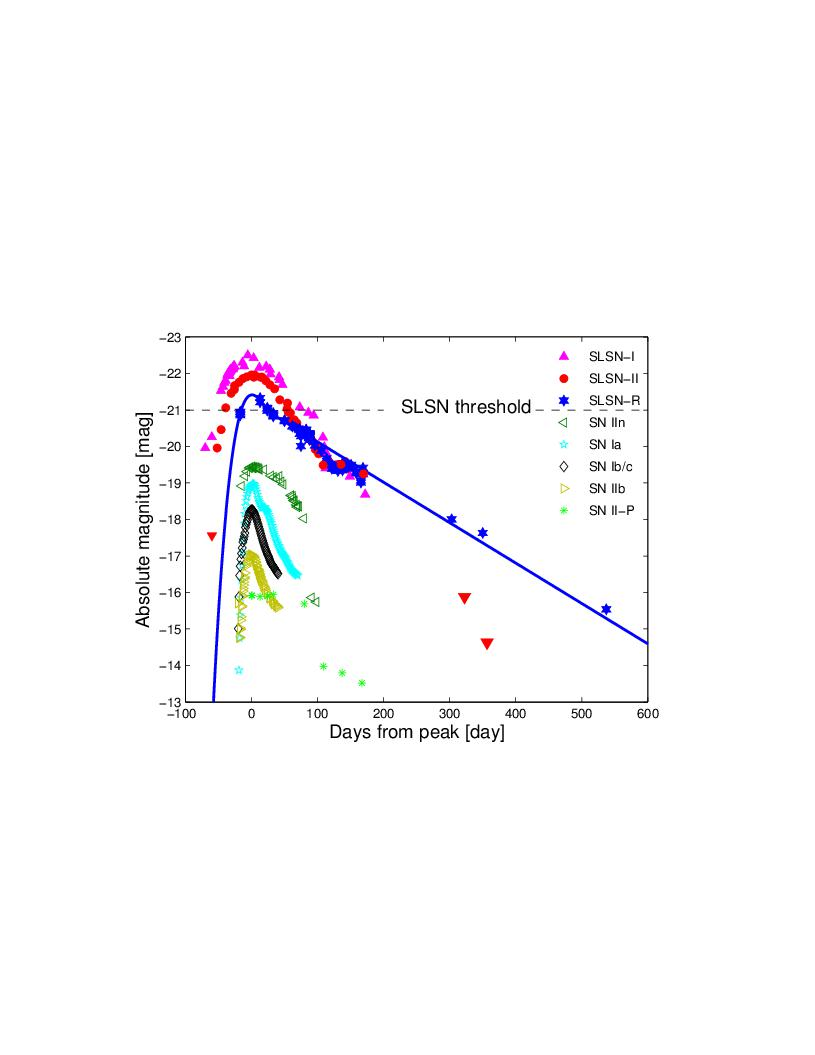 −23
−22
−21
−20
−19
−18
−17
−16
−15
−14
−13
Absolute magnitude [mag]
−100
0
100
200
300
400
500
600
Days from peak [day]
SLSN threshold
SLSN−I
SLSN−II
SLSN−R
SN IIn
SN Ia
SN Ib/c
SN IIb
SN II−P